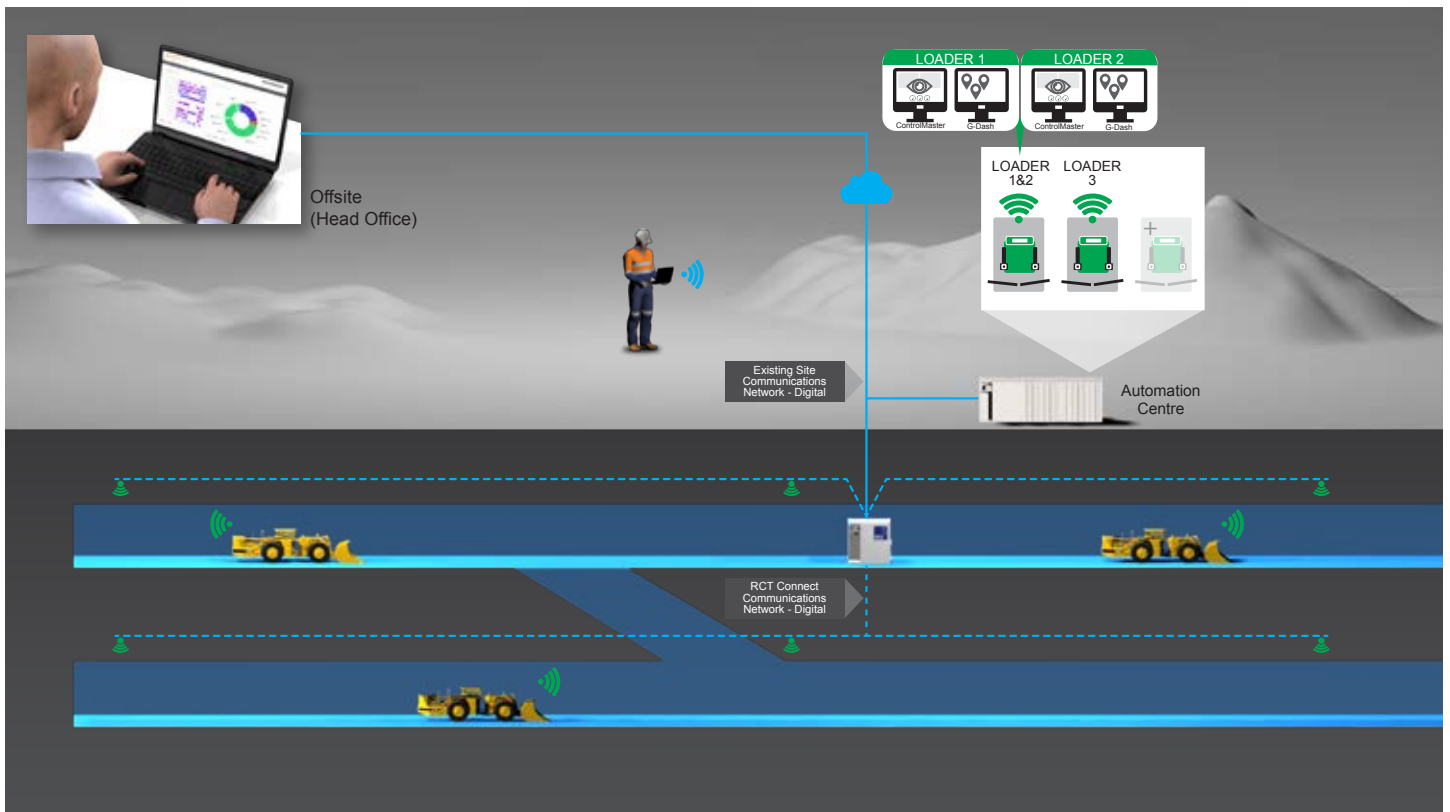 LOADER 1
LOADER 2
ControlMaster
G-Dash
ControlMaster
G-Dash
LOADER
1&2
LOADER
3
Offsite
(Head Office)
Existing Site
Communications
Network - Digital
Automation
Centre
RCT Connect
Communications
Network - Digital